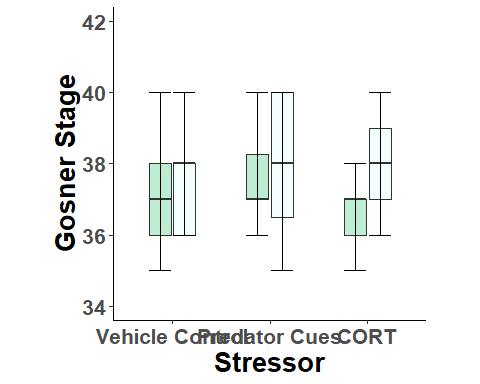 Gosner Stage
42
40
38
36
34
Vehicle Control Predator Cues CORT
Stressor